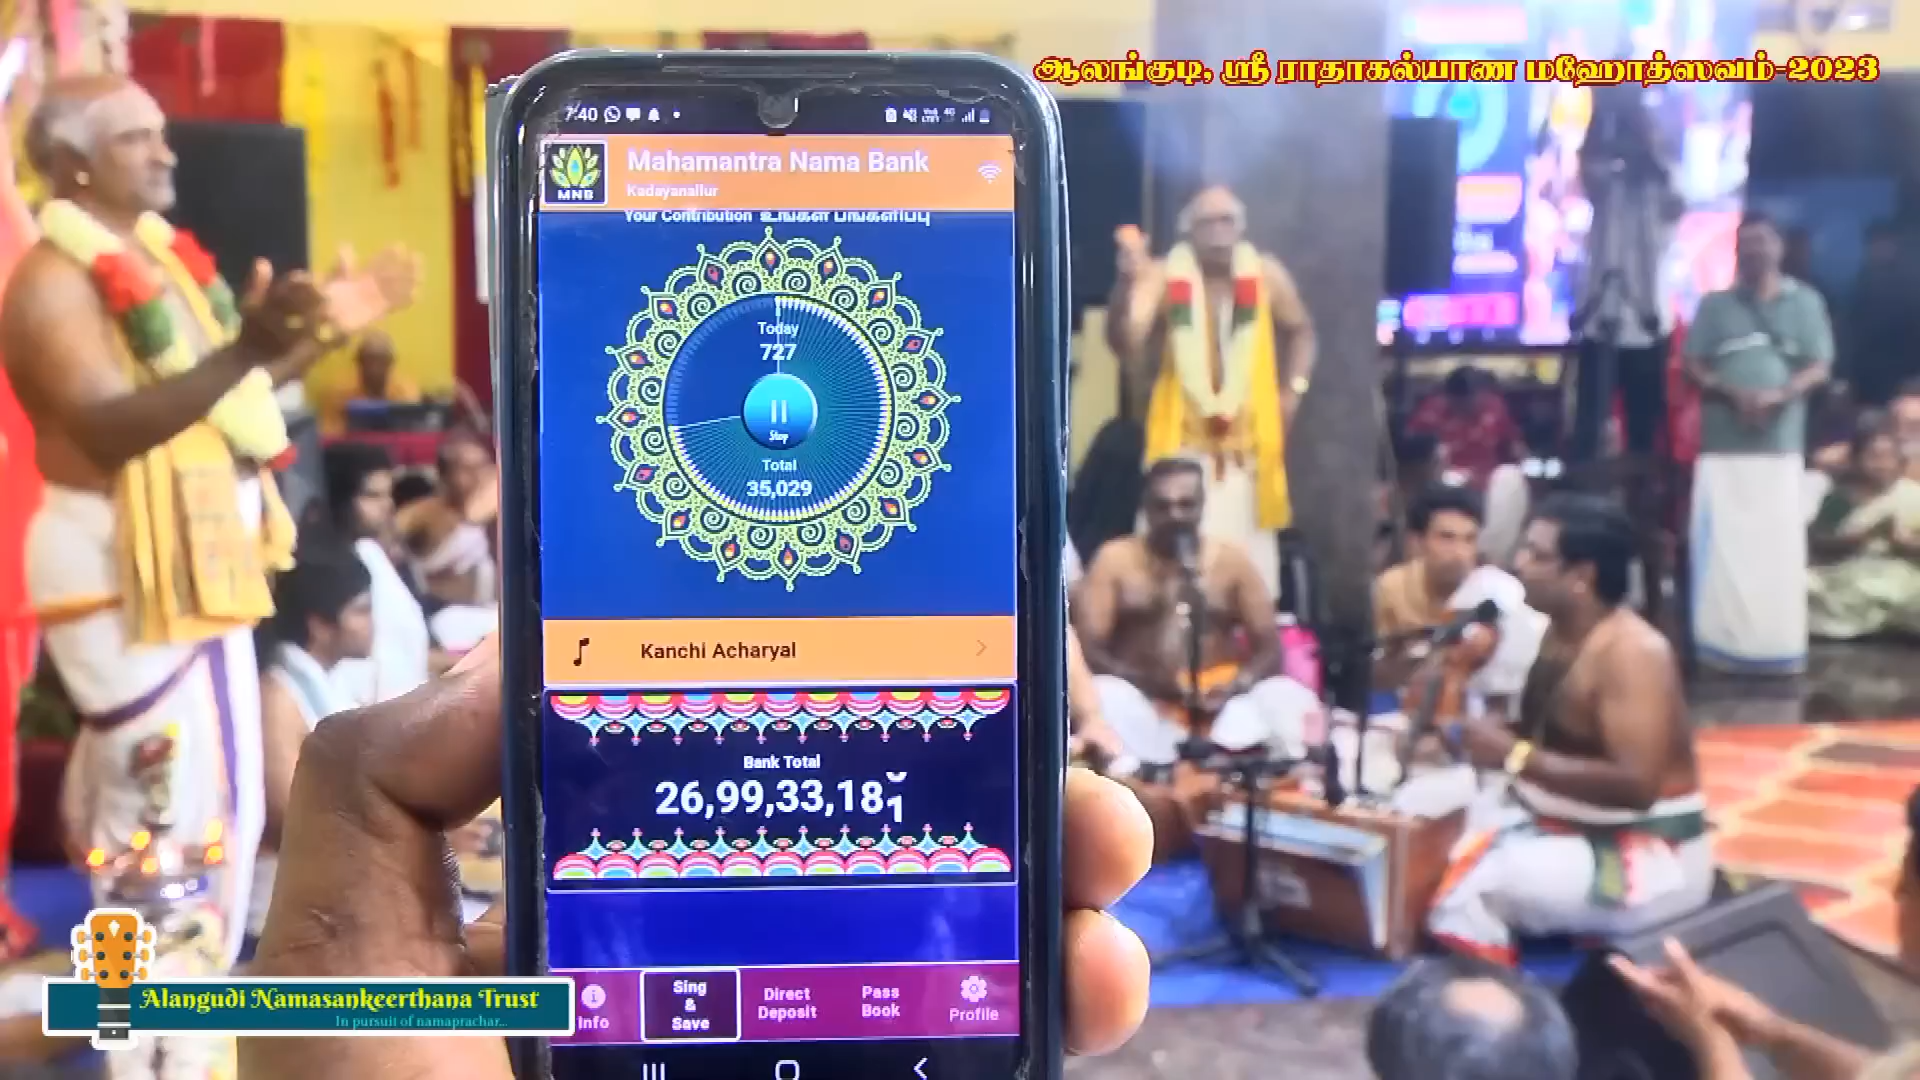 ஆலங்குடி, ஸ்ரீ ராதாகல்யாண மஹோத்ஸவம்-2023
7:40
Mahamantra Nama Bank
MNB
Kadayanallur
Your Contribution உங்கள் பங்களிப்பு
Today
727
Stop
Total
35,029
Kanchi Acharyal
Bank Total
26,99,33,18
Info
Sing
&
Save
Direct
Deposit
Pass
Book
Profile
Alangudi Namasankeerthana Trust
In pursuit of namaprachar...